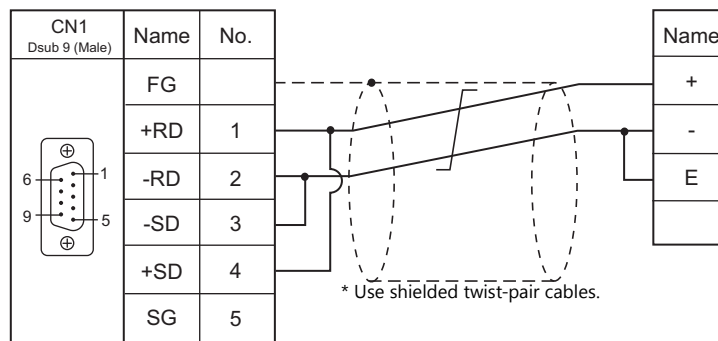 CN1
Dsub 9 (Male)
Name No.
Name
FG
+
+RD 1
-
1
-RD 2
E
6
9
5
-SD 3
+SD 4
* Use shielded twist-pair cables.
SG 5